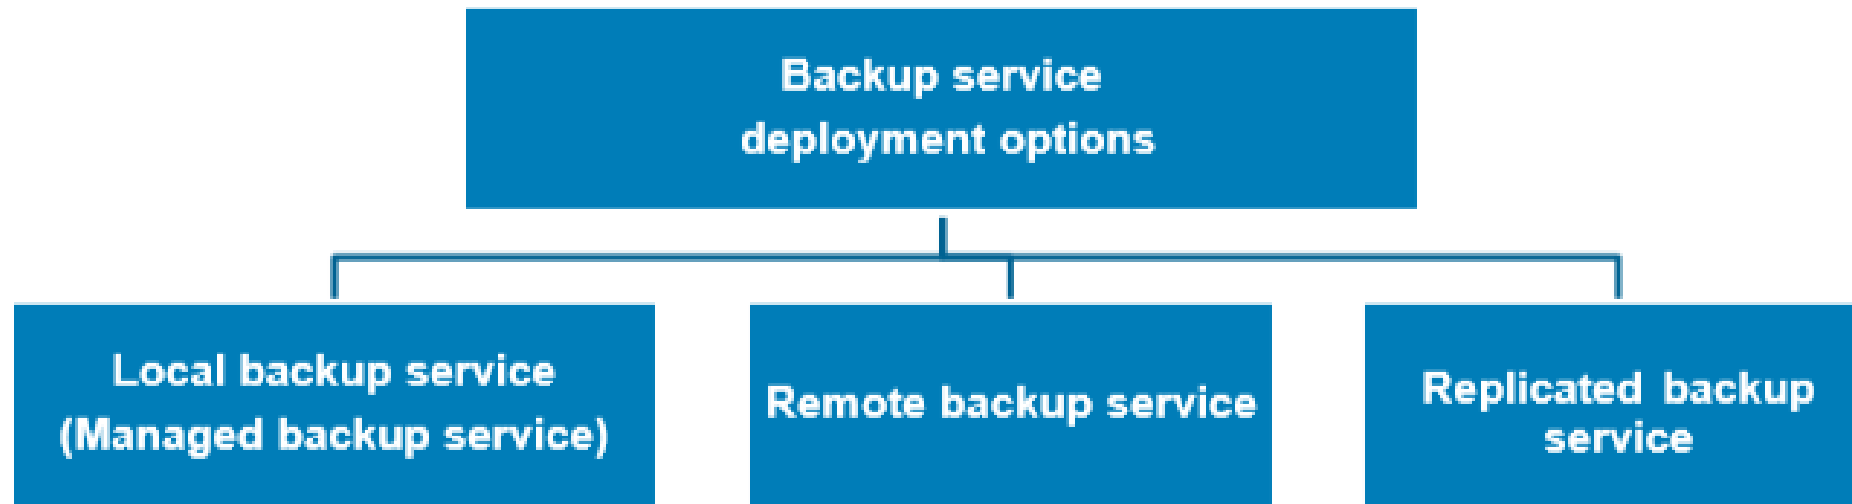 Backup service
deployment options
Local backup service
(Managed backup service)
Remote backup service
Replicated backup
service